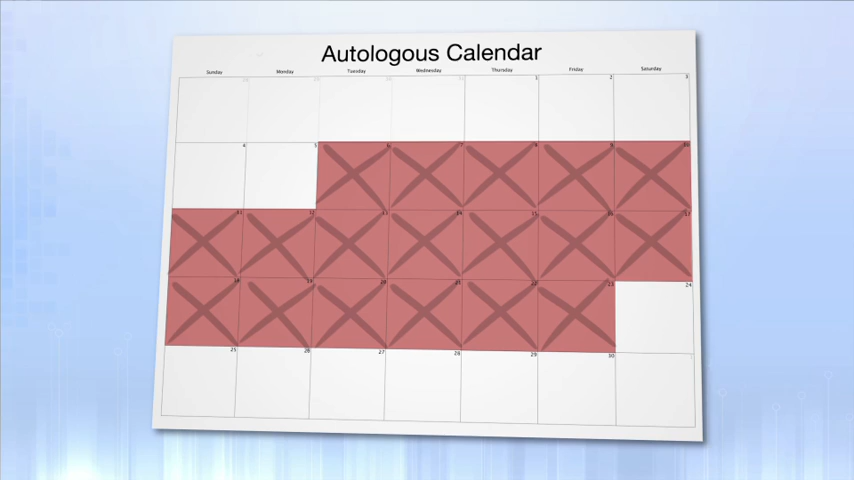 Autologous Calendar
Sunday Monday Tuesday Wednesday Thursday Friday Saturday
1 2 3
4 5 6 7 8 9 10
11 12 13 14 15 16 17
18 19 20 21 22 23 24
25 26 27 28 29 30